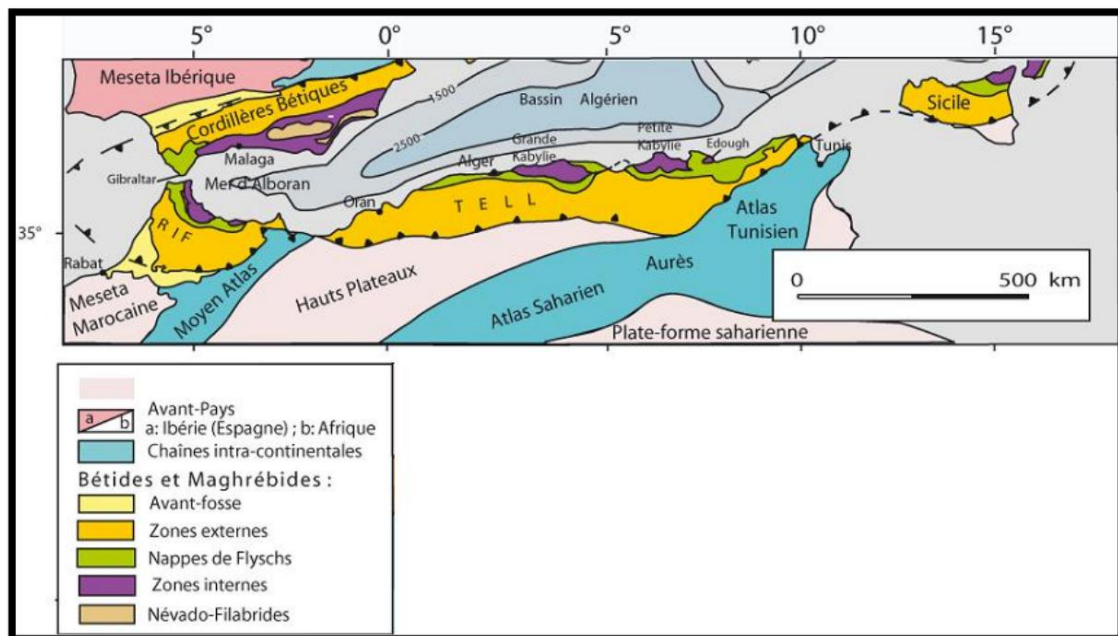 5° 0° 5° 10° 15°
Meseta Ibérique
Cordillères Bétiques
1500
Bassin Algérien
2500
Sicile
Malaga
Gibraltar
Mer d'Alboran
Alger
Grande
Kabylie
Petite
Kabylie
Edough
Tunis
Oran
TELL
RIF
35°
Rabat
Atlas
Tunisien
Meseta
Marocaine
Moyen Atlas
Hauts Plateaux
Aurès
Atlas Saharien
Plate-forme saharienne
0 500 km
a b
Avant-Pays
a: Ibérie (Espagne) ; b: Afrique
Chaînes intra-continentales
Bétides et Maghrébides :
Avant-fosse
Zones externes
Nappes de Flyschs
Zones internes
Névado-Filabrides